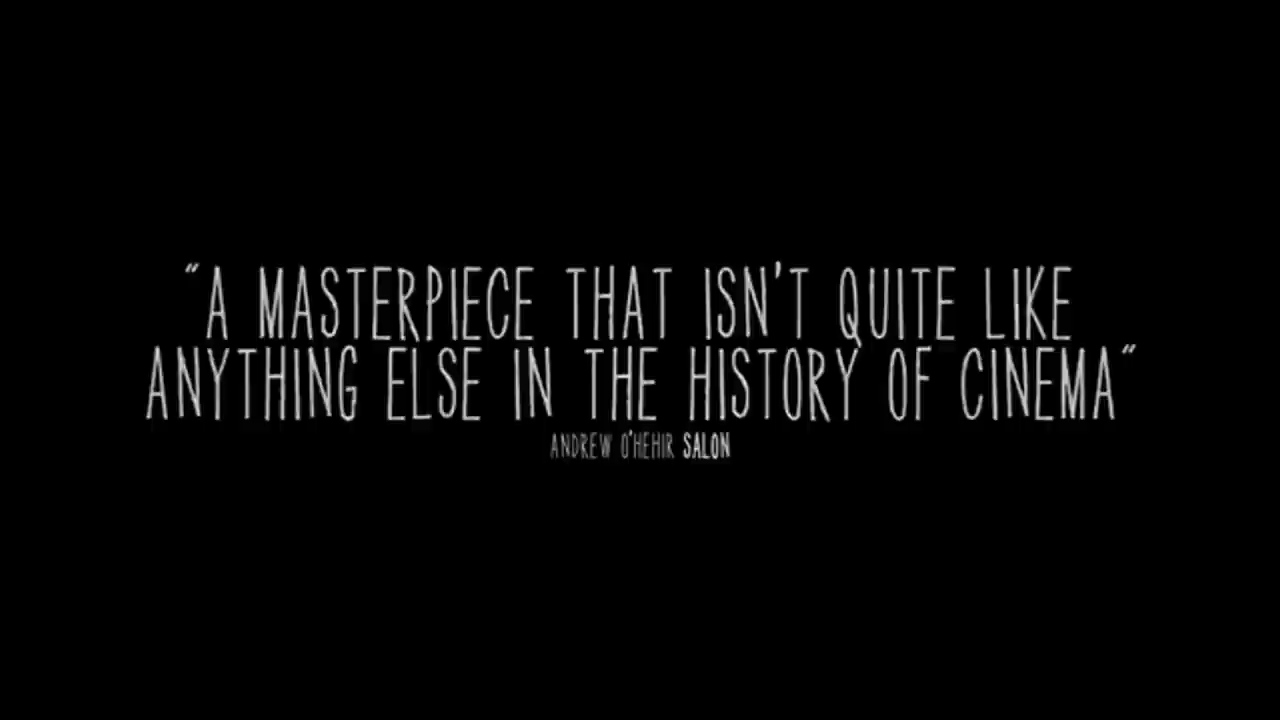 “A MASTERPIECE THAT ISN'T QUITE LIKE
ANYTHING ELSE IN THE HISTORY OF CINEMA”
ANDREW O'HEHIR SALON